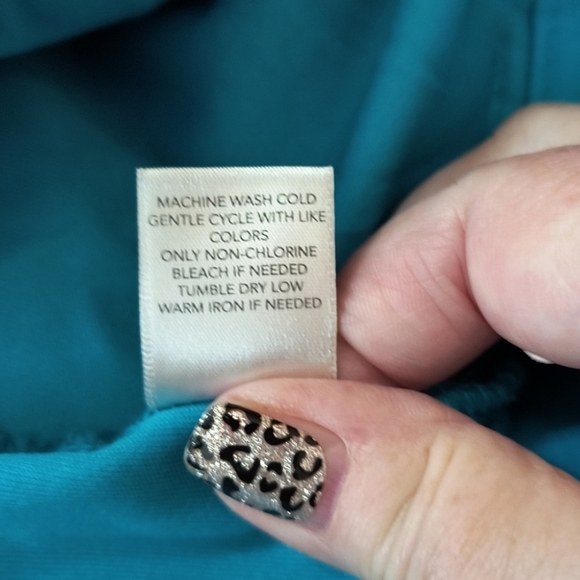 MACHINE WASH COLD
GENTLE CYCLE WITH LIKE
COLORS
ONLY NON-CHLORINE
BLEACH IF NEEDED
TUMBLE DRY LOW
WARM IRON IF NEEDED